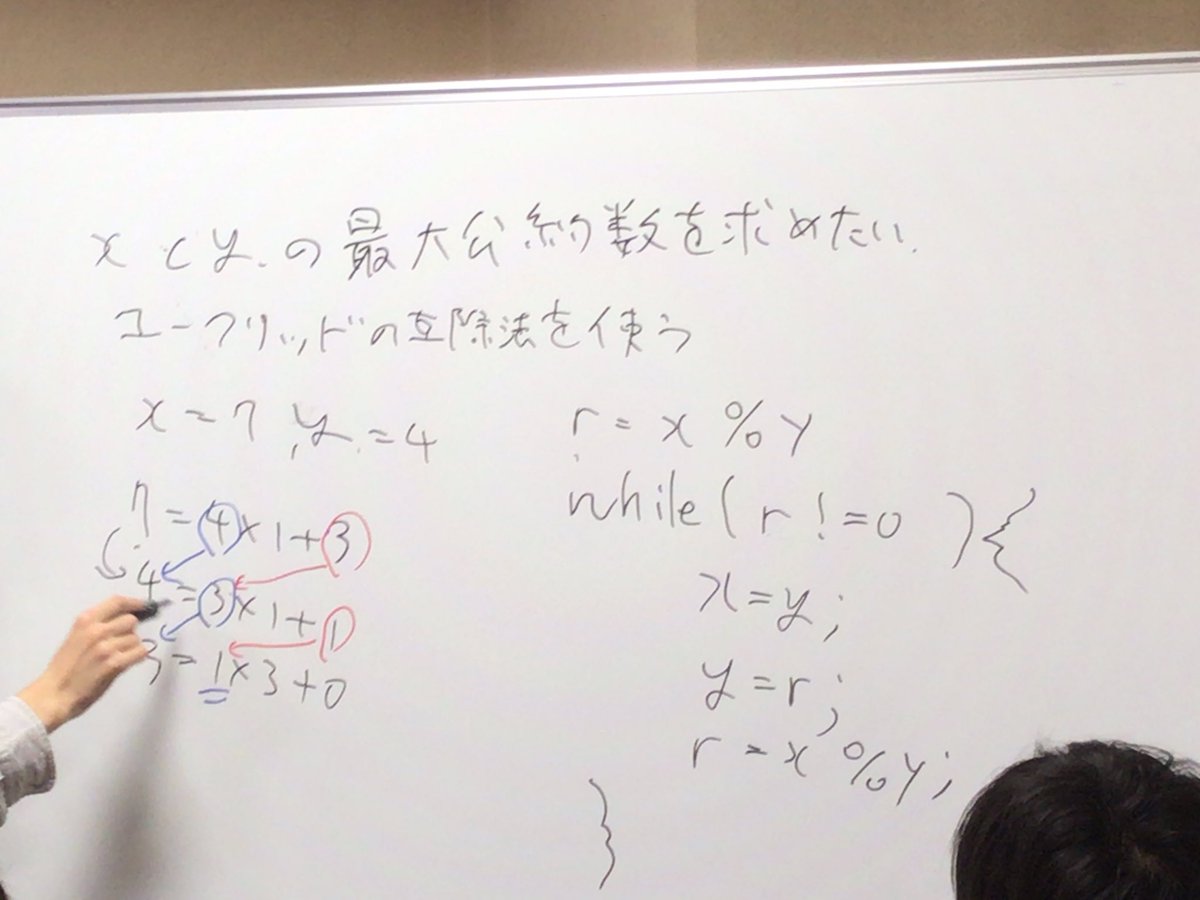 xとyの最大公約数を求めたい.
ユークリッドの互除法を使う
x=7, y=4
7=4×1+3
4=3×1+1
3=1×3+0
r=x%y
while(r!=0){
x=y;
y=r;
r=x%y;
}